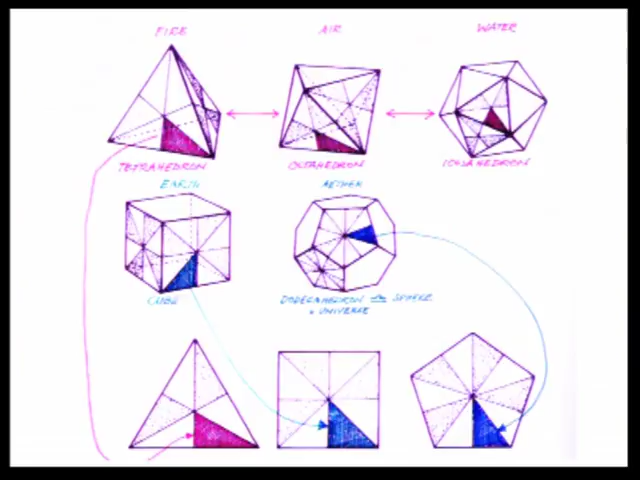 FIRE
AIR
WATER
TETRAHEDRON
OCTAHEDRON
ICOSAHEDRON
EARTH
AETHER
CUBE
DODECAHEDRON SPHERE
UNIVERSE